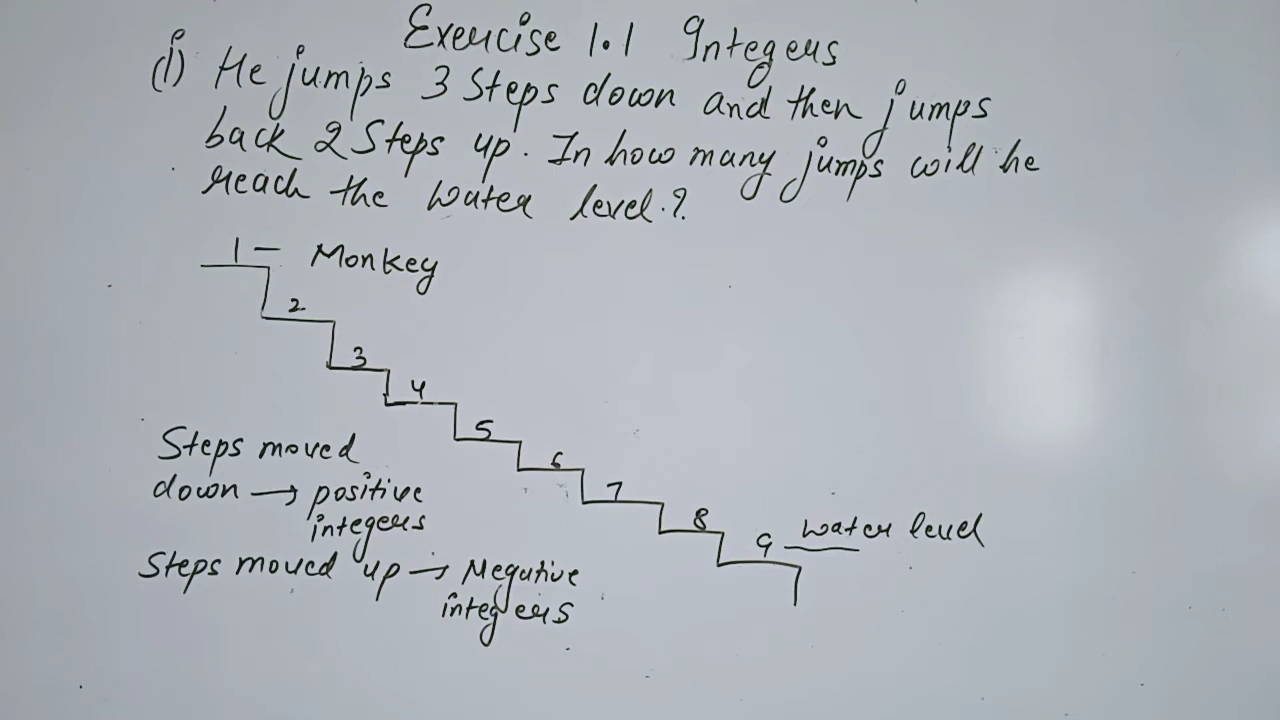 Exercise 1.1 Integers
(i) He jumps 3 Steps down and then jumps
back 2 Steps up. In how many jumps will he
reach the water level.?
1 — Monkey
2
3
4
5
6
7
8
9 water level
Steps moved
down → positive
integers
Steps moved up → Negative
integers